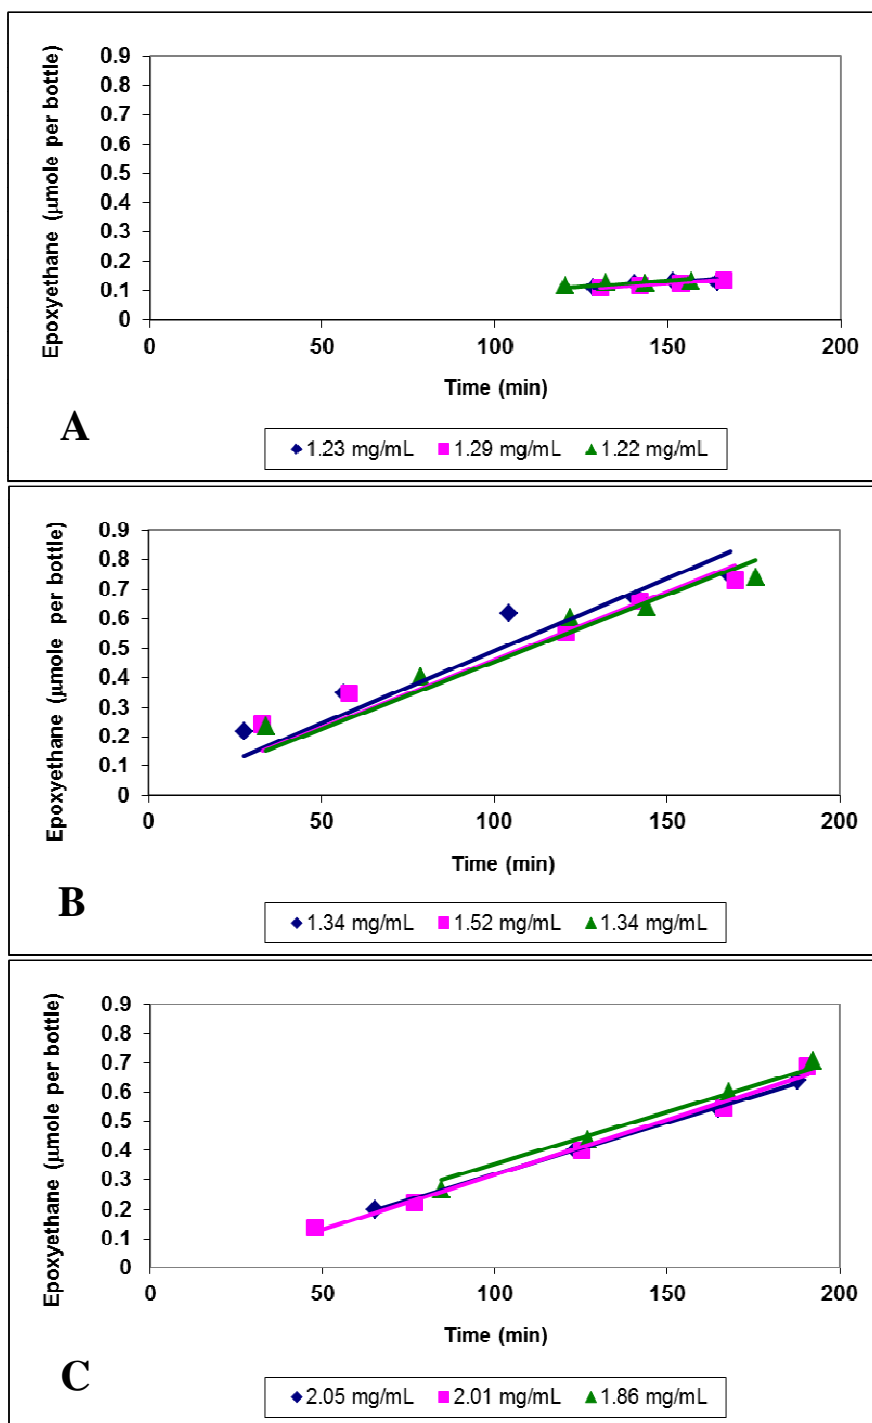 Epoxyethane (µmole per bottle)
0.9
0.8
0.7
0.6
0.5
0.4
0.3
0.2
0.1
0
0 50 100 150 200
Time (min)
A
1.23 mg/mL 1.29 mg/mL 1.22 mg/mL
Epoxyethane (µmole per bottle)
0.9
0.8
0.7
0.6
0.5
0.4
0.3
0.2
0.1
0
0 50 100 150 200
Time (min)
B
1.34 mg/mL 1.52 mg/mL 1.34 mg/mL
Epoxyethane (µmole per bottle)
0.9
0.8
0.7
0.6
0.5
0.4
0.3
0.2
0.1
0
0 50 100 150 200
Time (min)
C
2.05 mg/mL 2.01 mg/mL 1.86 mg/mL